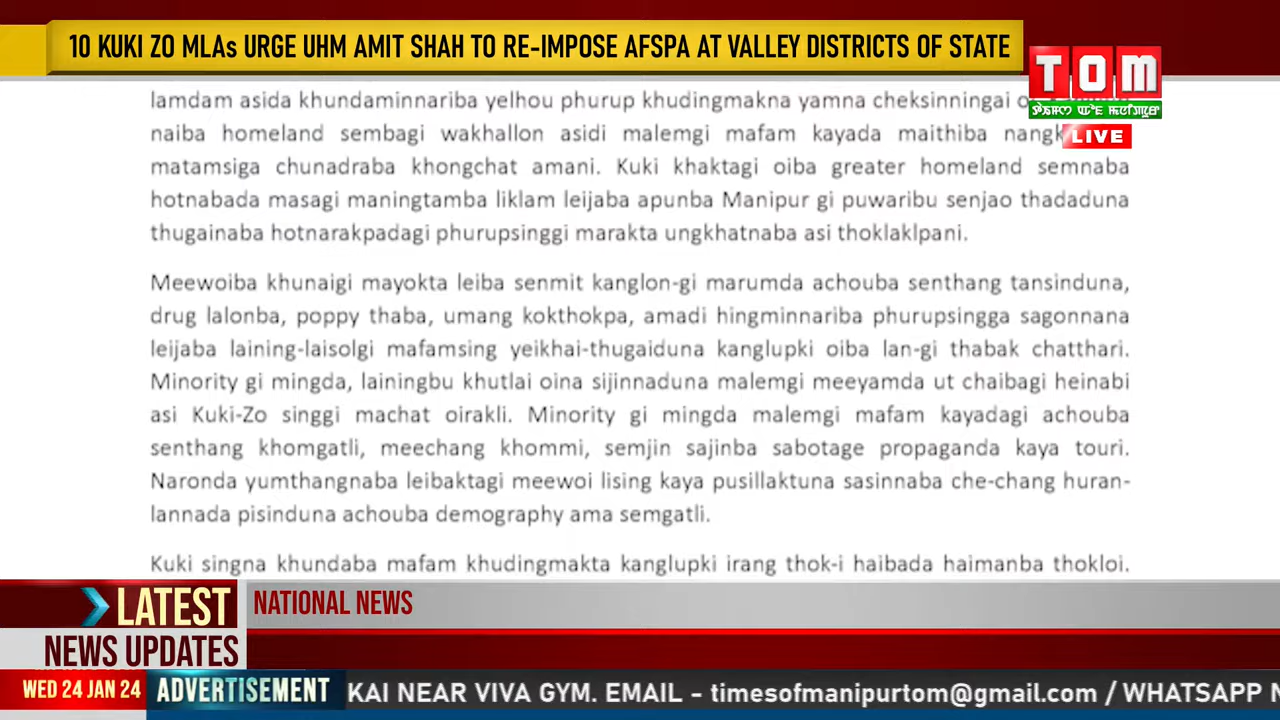 10 KUKI ZO MLAs URGE UHM AMIT SHAH TO RE-IMPOSE AFSPA AT VALLEY DISTRICTS OF STATE
TOM
LIVE
lamdam asida khundaminnariba yelhou phurup khudingmakna yamna cheksinningai
naiba homeland sembagi wakhallon asidi malemgi mafam kayada maithiba
matamsiga chunadraba khongchat amani. Kuki khaktagi oiba greater homeland semnaba
hotnabada masagi maningtamba liklam leijaba apunba Manipur gi puwaribu senjao thadaduna
thugainaba hotnarakpadagi phurupsinggi marakta ungkhatnaba asi thoklaklpani.
Meewoiba khunaigi mayokta leiba senmit kanglon-gi marumda achouba senthang tansinduna,
drug lalonba, poppy thaba, umang kokthokpa, amadi hingminnariba phurupsingga sagonnana
leijaba laining-laisolgi mafamsing yeikhai-thugaiduna kanglupki oiba lan-gi thabak chatthari.
Minority gi mingda, lainingbu khutlai oina sijinnaduna malemgi meeyamda ut chaibagi heinabi
asi Kuki-Zo singgi machat oirakli. Minority gi mingda malemgi mafam kayadagi achouba
senthang khomgatli, meechang khommi, semjin sajinba sabotage propaganda kaya touri.
Naronda yumthangnaba leibaktagi meewoi lising kaya pusillaktuna sasinnaba che-chang huran-
lannada pisinduna achouba demography ama semgatli.
Kuki singna khundaba mafam khudingmakta kanglupki irang thok-i haibada haimanba thokloi.
LATEST
NEWS UPDATES
NATIONAL NEWS
WED 24 JAN 24
ADVERTISEMENT
KAI NEAR VIVA GYM. EMAIL - timesofmanipurtom@gmail.com / WHATSAPP